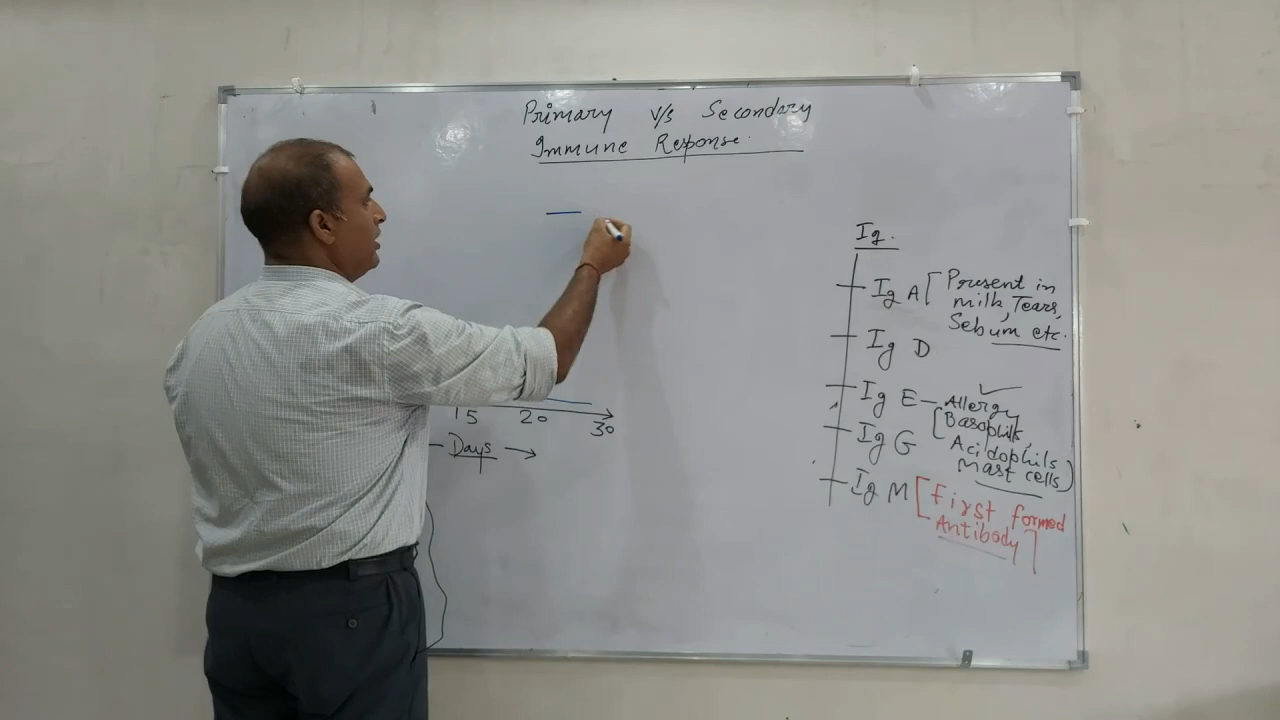 Primary v/s Secondary
Immune Response.
Ig.
Ig A [ Present in
milk, Tears,
Sebum etc.
Ig D
Ig E – Allergy
[ Basophils,
Ig G
Acidophils
Mast cells )
Ig M [ First formed
Antibody ]
15 20 30
Days